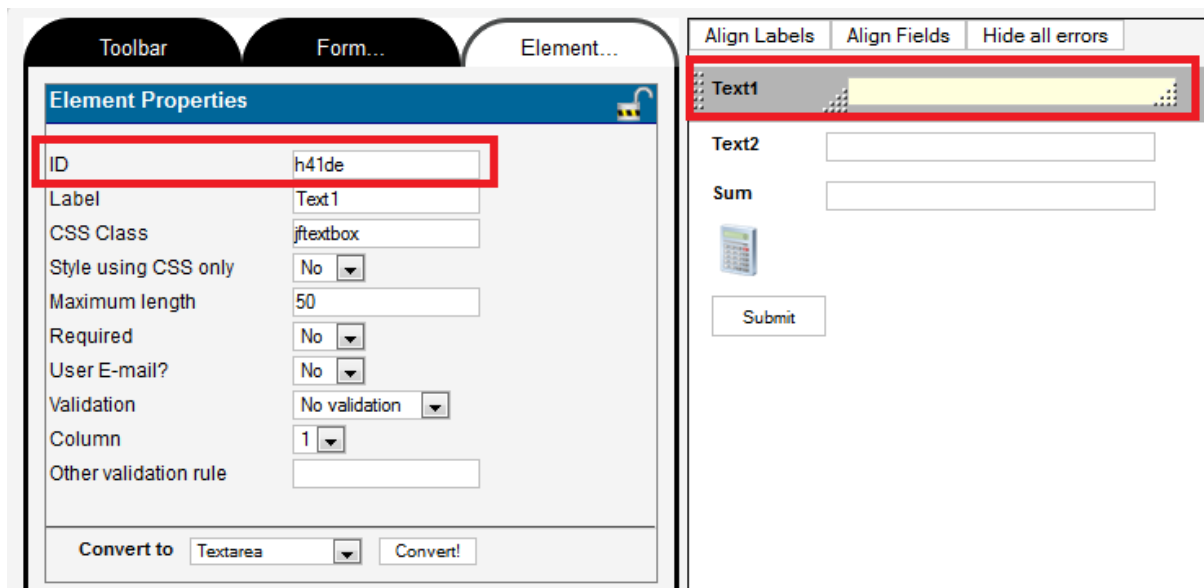 Toolbar
Form...
Element...
Element Properties
ID h41de
Label Text1
CSS Class jftextbox
Style using CSS only No
Maximum length 50
Required No
User E-mail? No
Validation No validation
Column 1
Other validation rule
Convert to Textarea Convert!
Align Labels Align Fields Hide all errors
Text1
Text2
Sum
Submit